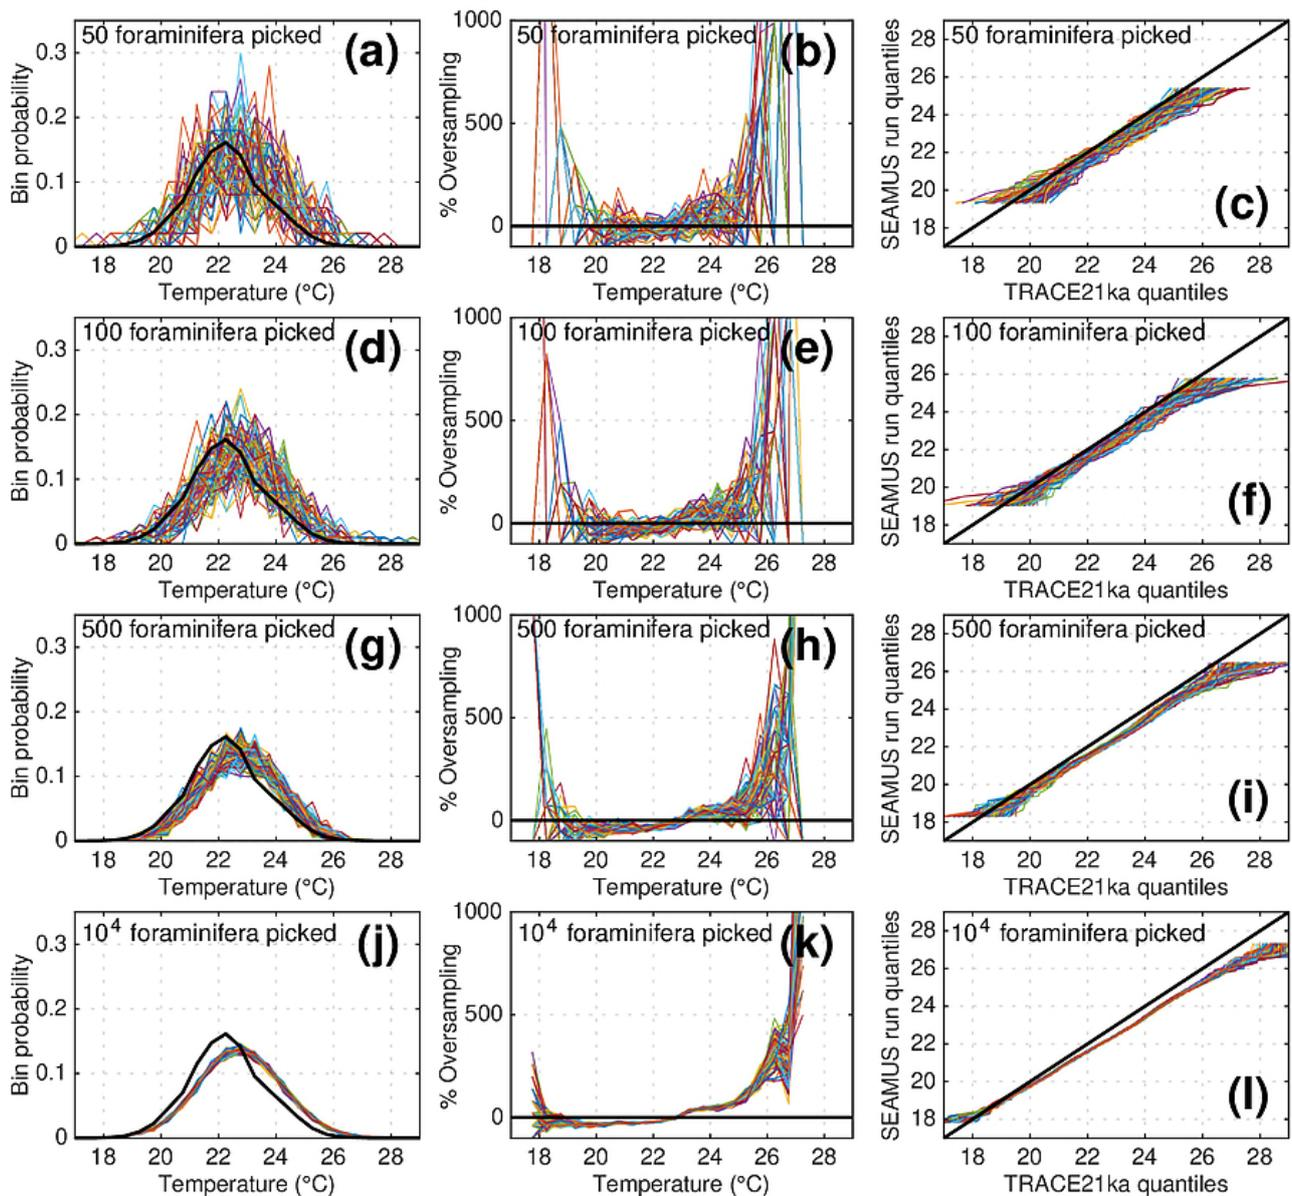 50 foraminifera picked (a)
Bin probability
0.3
0.2
0.1
0
18 20 22 24 26 28
Temperature (°C)
50 foraminifera picked (b)
% Oversampling
1000
500
0
18 20 22 24 26 28
Temperature (°C)
50 foraminifera picked
(c)
SEAMUS run quantiles
28
26
24
22
20
18
18 20 22 24 26 28
TRACE21ka quantiles
100 foraminifera picked (d)
Bin probability
0.3
0.2
0.1
0
18 20 22 24 26 28
Temperature (°C)
100 foraminifera picked (e)
% Oversampling
1000
500
0
18 20 22 24 26 28
Temperature (°C)
100 foraminifera picked
(f)
SEAMUS run quantiles
28
26
24
22
20
18
18 20 22 24 26 28
TRACE21ka quantiles
500 foraminifera picked (g)
Bin probability
0.3
0.2
0.1
0
18 20 22 24 26 28
Temperature (°C)
500 foraminifera picked (h)
% Oversampling
1000
500
0
18 20 22 24 26 28
Temperature (°C)
500 foraminifera picked
(i)
SEAMUS run quantiles
28
26
24
22
20
18
18 20 22 24 26 28
TRACE21ka quantiles
10⁴ foraminifera picked (j)
Bin probability
0.3
0.2
0.1
0
18 20 22 24 26 28
Temperature (°C)
10⁴ foraminifera picked (k)
% Oversampling
1000
500
0
18 20 22 24 26 28
Temperature (°C)
10⁴ foraminifera picked
(l)
SEAMUS run quantiles
28
26
24
22
20
18
18 20 22 24 26 28
TRACE21ka quantiles